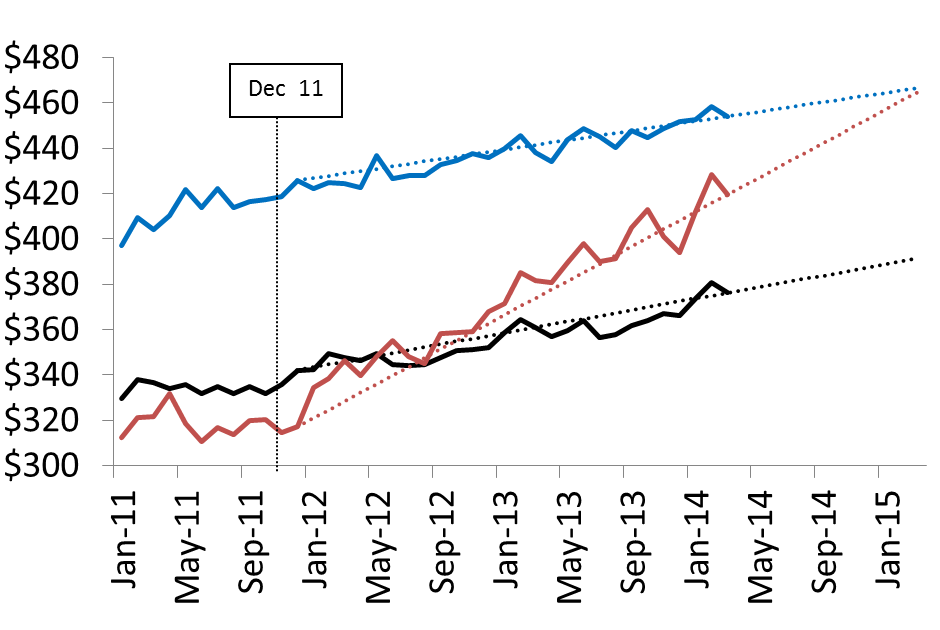 $480
$460
$440
$420
$400
$380
$360
$340
$320
$300
Dec 11
Jan-11
May-11
Sep-11
Jan-12
May-12
Sep-12
Jan-13
May-13
Sep-13
Jan-14
May-14
Sep-14
Jan-15